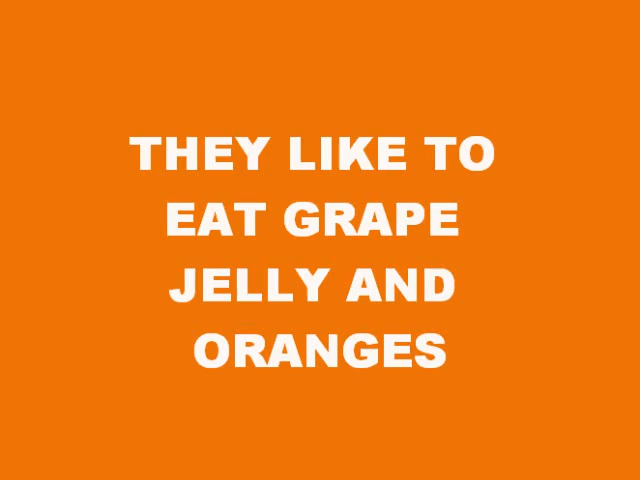 THEY LIKE TO
EAT GRAPE
JELLY AND
ORANGES